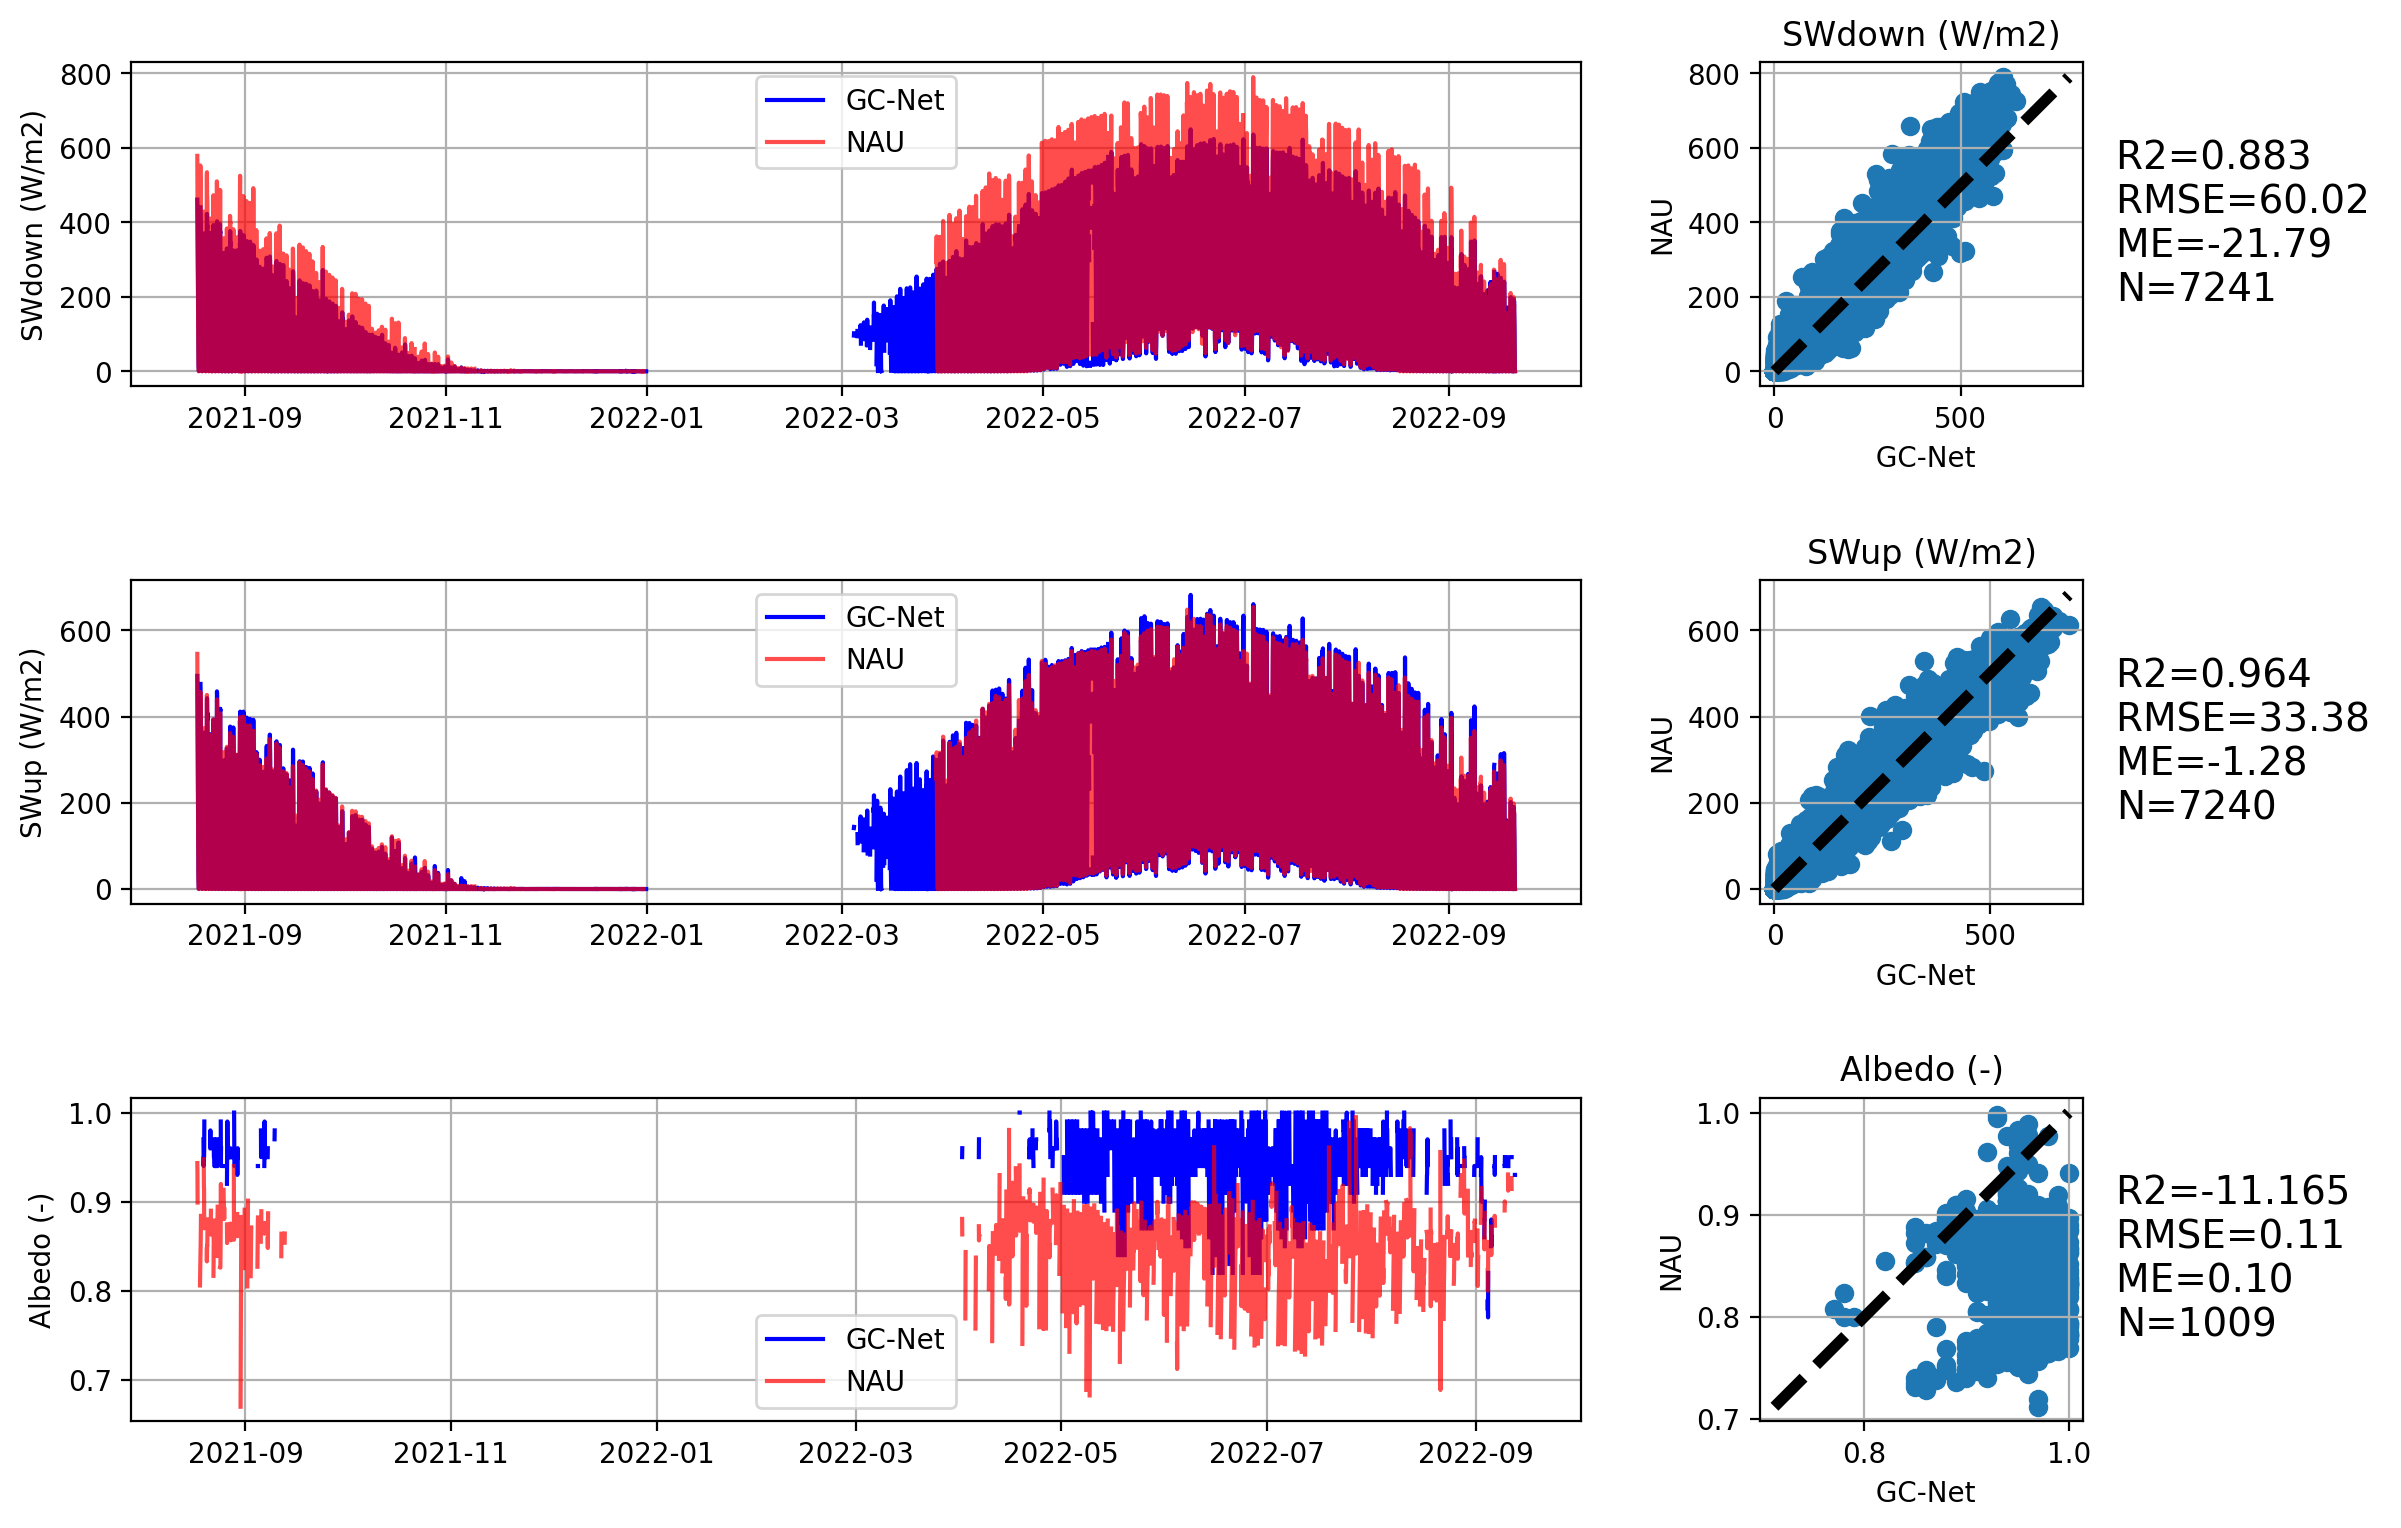 SWdown (W/m2)
800
600
400
200
0
SWdown (W/m2)
GC-Net
NAU
2021-09
2021-11
2022-01
2022-03
2022-05
2022-07
2022-09
800
600
400
200
0
NAU
0
500
GC-Net
R2=0.883
RMSE=60.02
ME=-21.79
N=7241
SWup (W/m2)
600
400
200
0
SWup (W/m2)
GC-Net
NAU
2021-09
2021-11
2022-01
2022-03
2022-05
2022-07
2022-09
600
400
200
0
NAU
0
500
GC-Net
R2=0.964
RMSE=33.38
ME=-1.28
N=7240
Albedo (-)
1.0
0.9
0.8
0.7
Albedo (-)
GC-Net
NAU
2021-09
2021-11
2022-01
2022-03
2022-05
2022-07
2022-09
1.0
0.9
0.8
0.7
NAU
0.8
1.0
GC-Net
R2=-11.165
RMSE=0.11
ME=0.10
N=1009